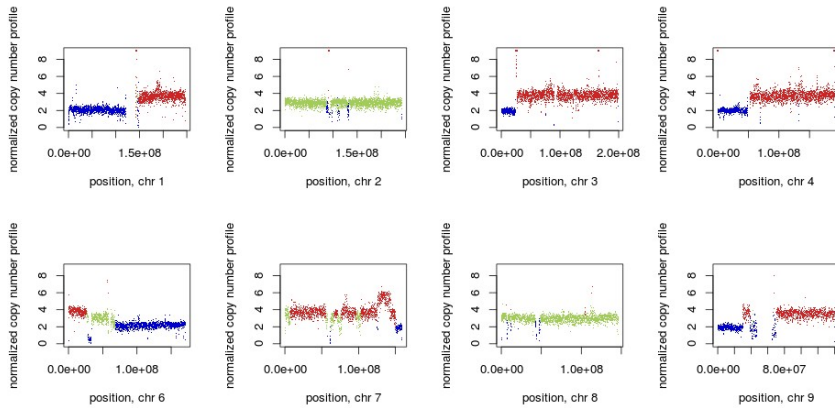 normalized copy number profile
0 2 4 6 8
0.0e+00 1.5e+08
position, chr 1
normalized copy number profile
0 2 4 6 8
0.0e+00 1.5e+08
position, chr 2
normalized copy number profile
0 2 4 6 8
0.0e+00 1.0e+08 2.0e+08
position, chr 3
normalized copy number profile
0 2 4 6 8
0.0e+00 1.0e+08
position, chr 4
normalized copy number profile
0 2 4 6 8
0.0e+00 1.0e+08
position, chr 6
normalized copy number profile
0 2 4 6 8
0.0e+00 1.0e+08
position, chr 7
normalized copy number profile
0 2 4 6 8
0.0e+00 1.0e+08
position, chr 8
normalized copy number profile
0 2 4 6 8
0.0e+00 8.0e+07
position, chr 9